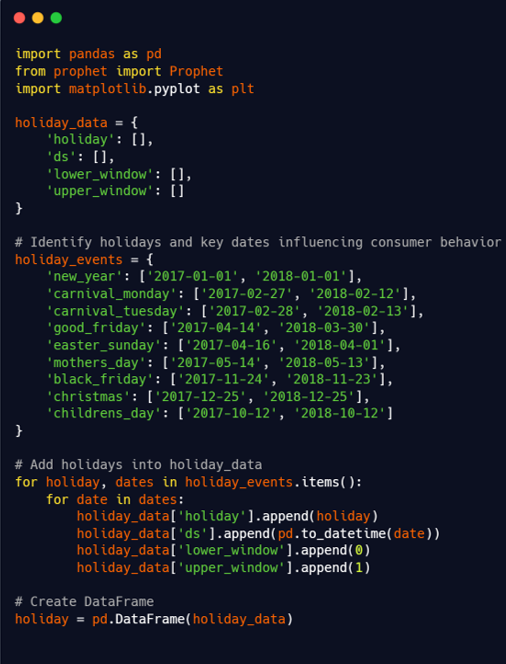 import pandas as pd
from prophet import Prophet
import matplotlib.pyplot as plt

holiday_data = {
    'holiday': [],
    'ds': [],
    'lower_window': [],
    'upper_window': []
}

# Identify holidays and key dates influencing consumer behavior
holiday_events = {
    'new_year': ['2017-01-01', '2018-01-01'],
    'carnival_monday': ['2017-02-27', '2018-02-12'],
    'carnival_tuesday': ['2017-02-28', '2018-02-13'],
    'good_friday': ['2017-04-14', '2018-03-30'],
    'easter_sunday': ['2017-04-16', '2018-04-01'],
    'mothers_day': ['2017-05-14', '2018-05-13'],
    'black_friday': ['2017-11-24', '2018-11-23'],
    'christmas': ['2017-12-25', '2018-12-25'],
    'childrens_day': ['2017-10-12', '2018-10-12']
}

# Add holidays into holiday_data
for holiday, dates in holiday_events.items():
    for date in dates:
        holiday_data['holiday'].append(holiday)
        holiday_data['ds'].append(pd.to_datetime(date))
        holiday_data['lower_window'].append(0)
        holiday_data['upper_window'].append(1)

# Create DataFrame
holiday = pd.DataFrame(holiday_data)